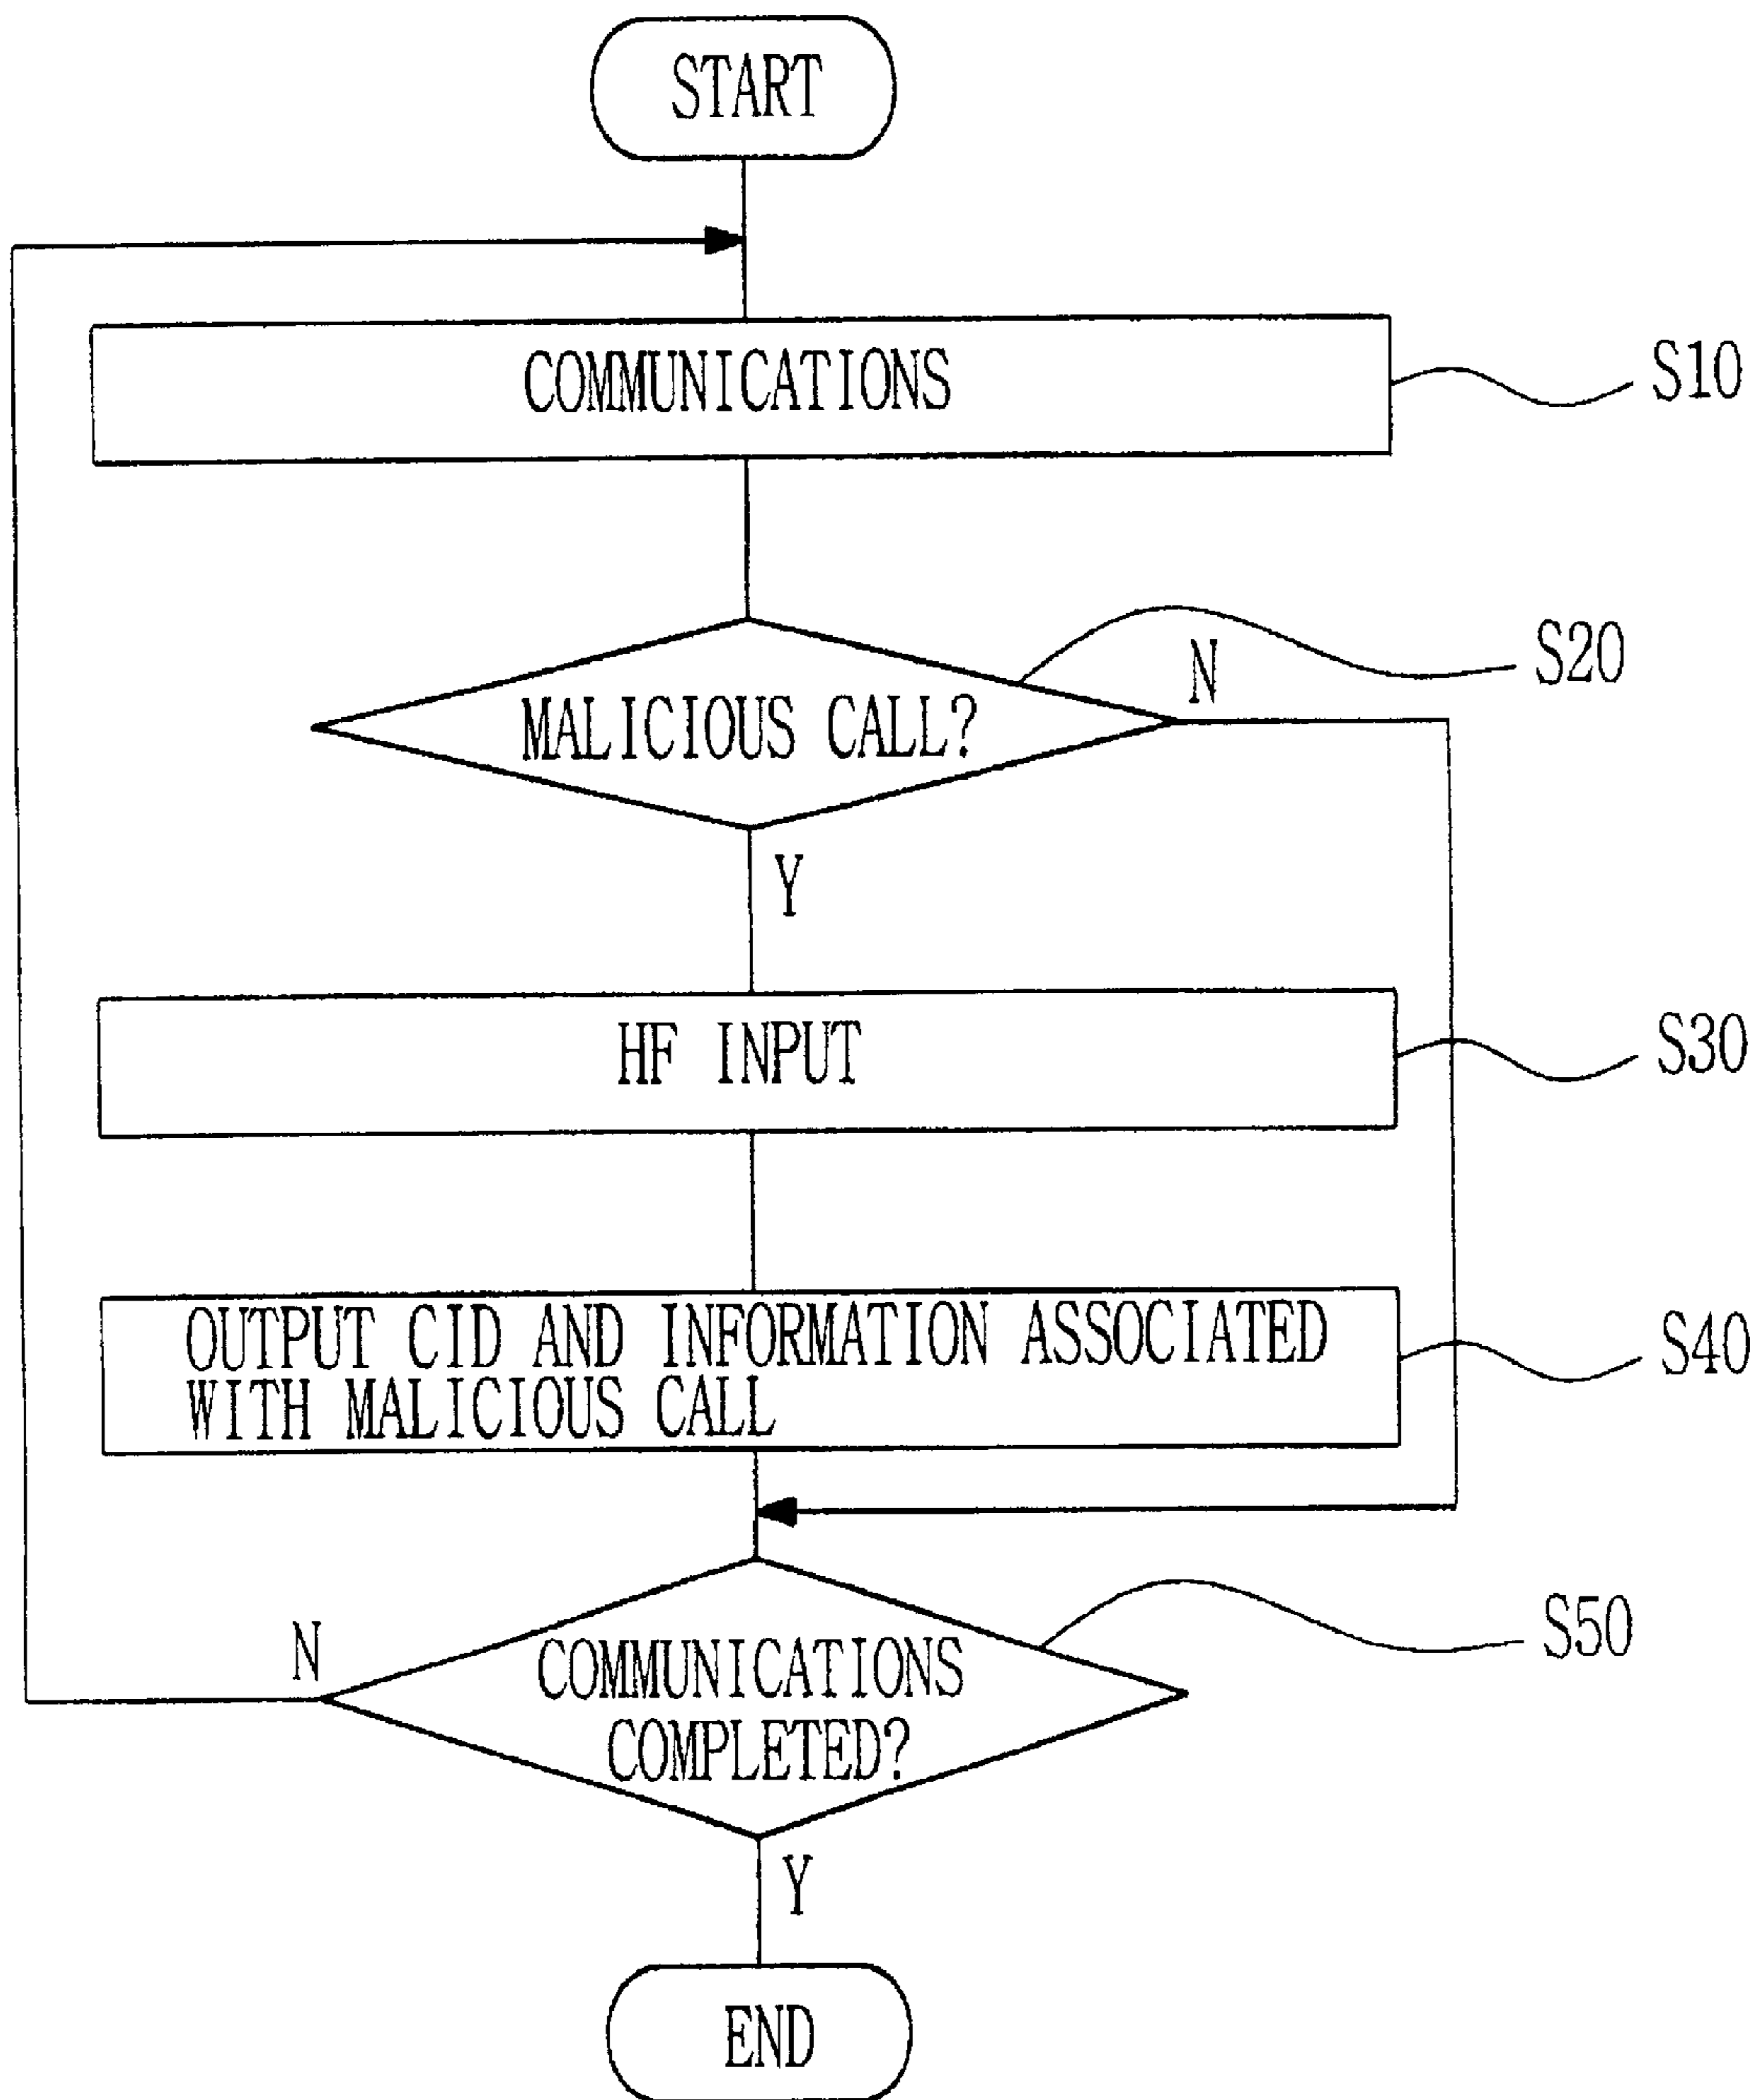 START
COMMUNICATIONS
S10
MALICIOUS CALL?
N
S20
Y
HF INPUT
S30
OUTPUT CID AND INFORMATION ASSOCIATED
WITH MALICIOUS CALL
S40
N
COMMUNICATIONS
COMPLETED?
S50
Y
END